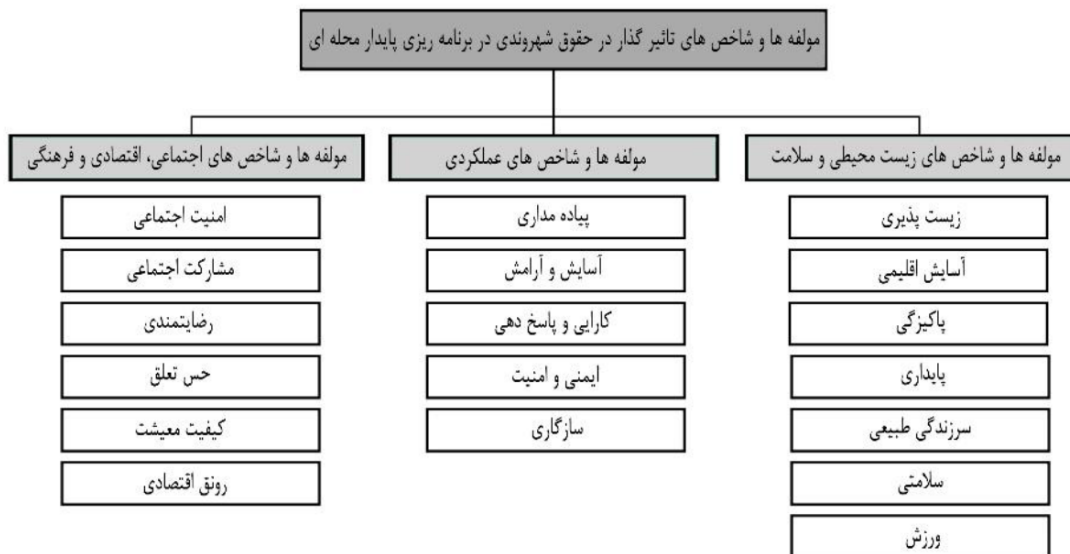 مولفه ها و شاخص های تاثیر گذار در حقوق شهروندی در برنامه ریزی پایدار محله ای
مولفه ها و شاخص های زیست محیطی و سلامت
زیست پذیری
آسایش اقلیمی
پاکیزگی
پایداری
سرزندگی طبیعی
سلامتی
ورزش
مولفه ها و شاخص های عملکردی
پیاده مداری
آسایش و آرامش
کارایی و پاسخ دهی
ایمنی و امنیت
سازگاری
مولفه ها و شاخص های اجتماعی، اقتصادی و فرهنگی
امنیت اجتماعی
مشارکت اجتماعی
رضایتمندی
حس تعلق
کیفیت معیشت
رونق اقتصادی